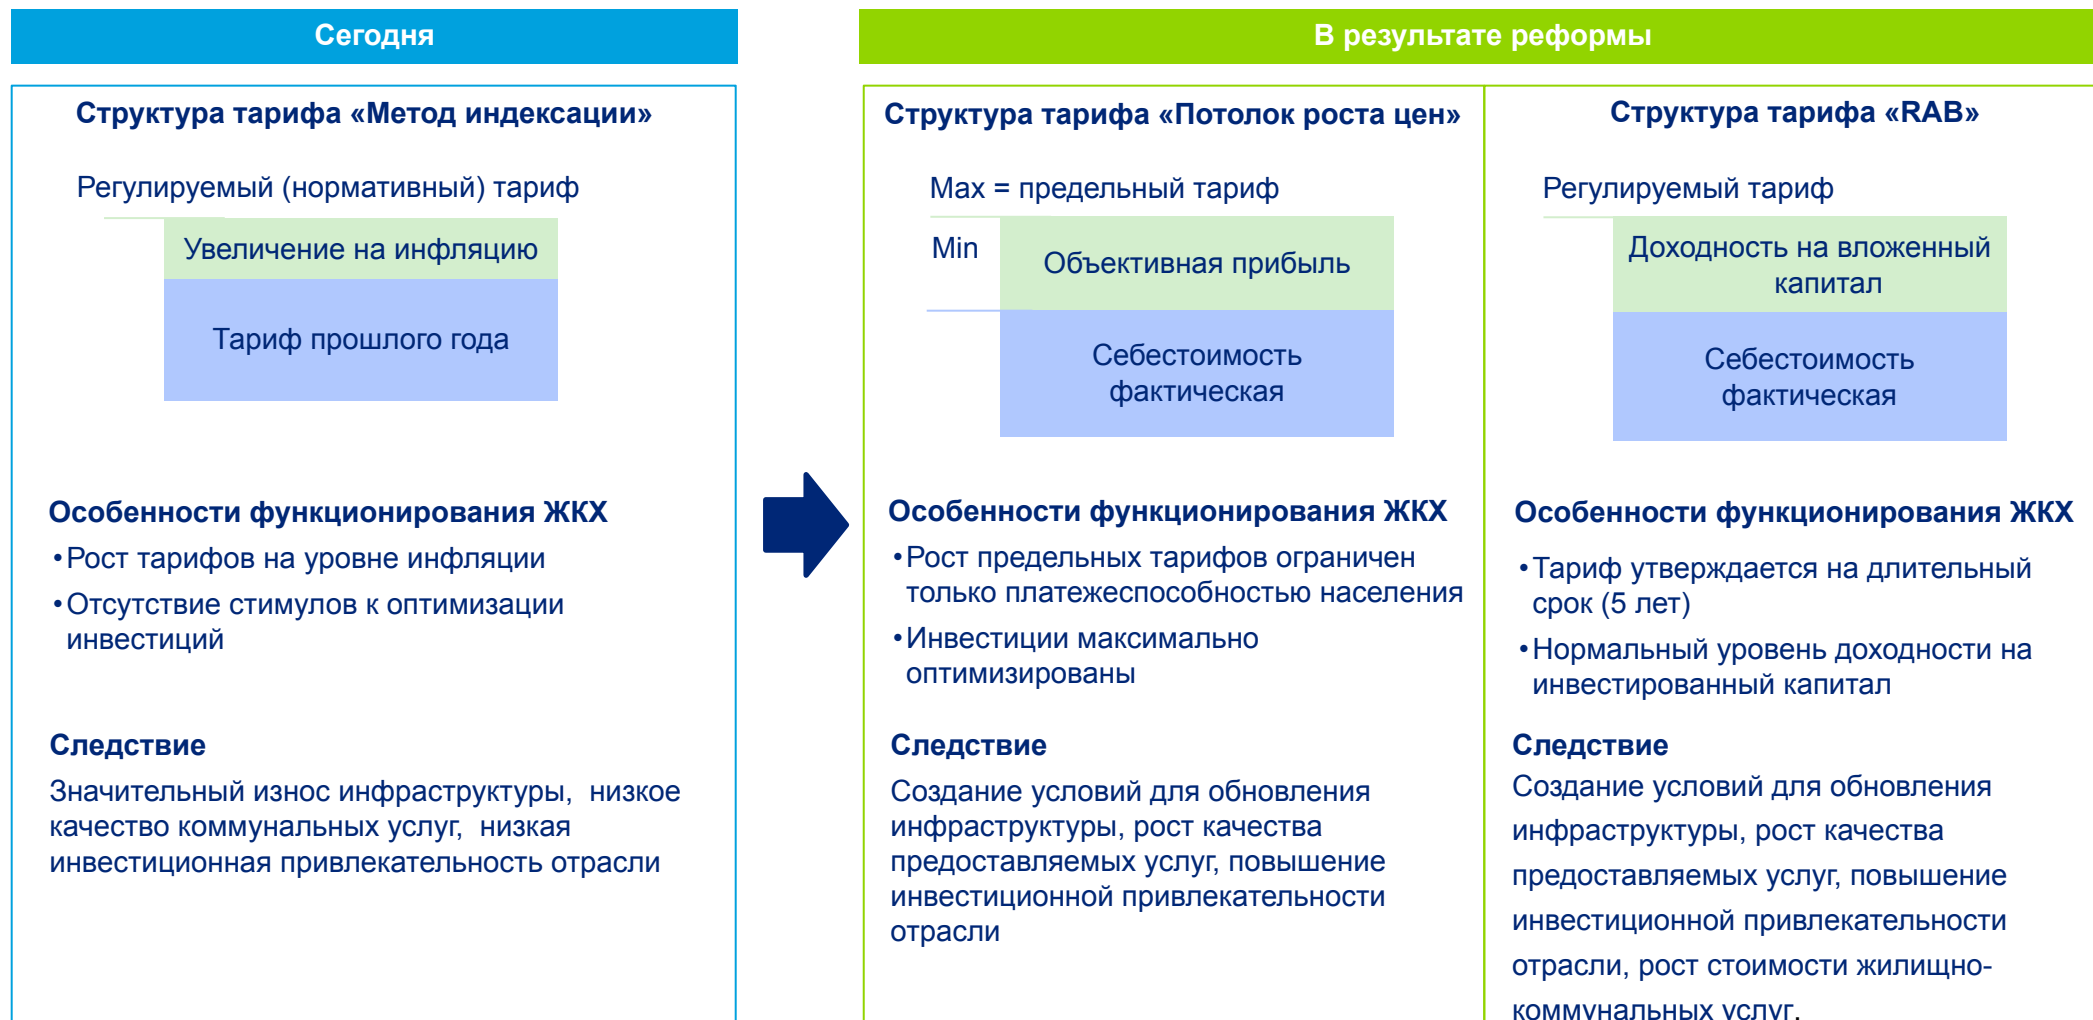 Сегодня
Структура тарифа «Метод индексации»
Регулируемый (нормативный) тариф
Увеличение на инфляцию
Тариф прошлого года
Особенности функционирования ЖКХ
•Рост тарифов на уровне инфляции
•Отсутствие стимулов к оптимизации
инвестиций
Следствие
Значительный износ инфраструктуры, низкое
качество коммунальных услуг, низкая
инвестиционная привлекательность отрасли
В результате реформы
Структура тарифа «Потолок роста цен»
Max = предельный тариф
Min
Объективная прибыль
Себестоимость
фактическая
Особенности функционирования ЖКХ
•Рост предельных тарифов ограничен
только платежеспособностью населения
•Инвестиции максимально
оптимизированы
Следствие
Создание условий для обновления
инфраструктуры, рост качества
предоставляемых услуг, повышение
инвестиционной привлекательности
отрасли
Структура тарифа «RAB»
Регулируемый тариф
Доходность на вложенный
капитал
Себестоимость
фактическая
Особенности функционирования ЖКХ
•Тариф утверждается на длительный
срок (5 лет)
•Нормальный уровень доходности на
инвестированный капитал
Следствие
Создание условий для обновления
инфраструктуры, рост качества
предоставляемых услуг, повышение
инвестиционной привлекательности
отрасли, рост стоимости жилищно-
коммунальных услуг.